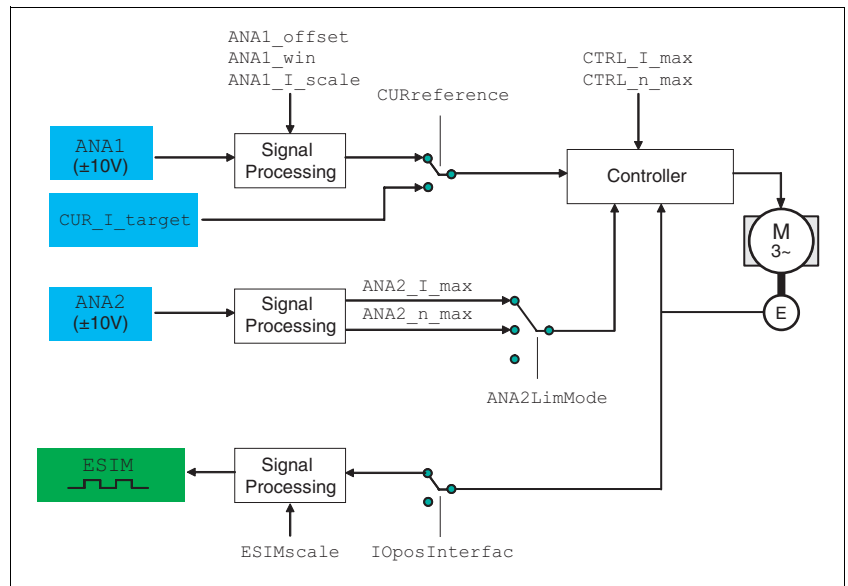 ANA1_offset
ANA1_win
ANA1_I_scale
CTRL_I_max
CTRL_n_max
CURreference
ANA1
(±10V)
Signal
Processing
Controller
CUR_I_target
M
3~
ANA2
(±10V)
Signal
Processing
ANA2_I_max
ANA2_n_max
E
ANA2LimMode
ESIM
Signal
Processing
ESIMscale
IOposInterfac